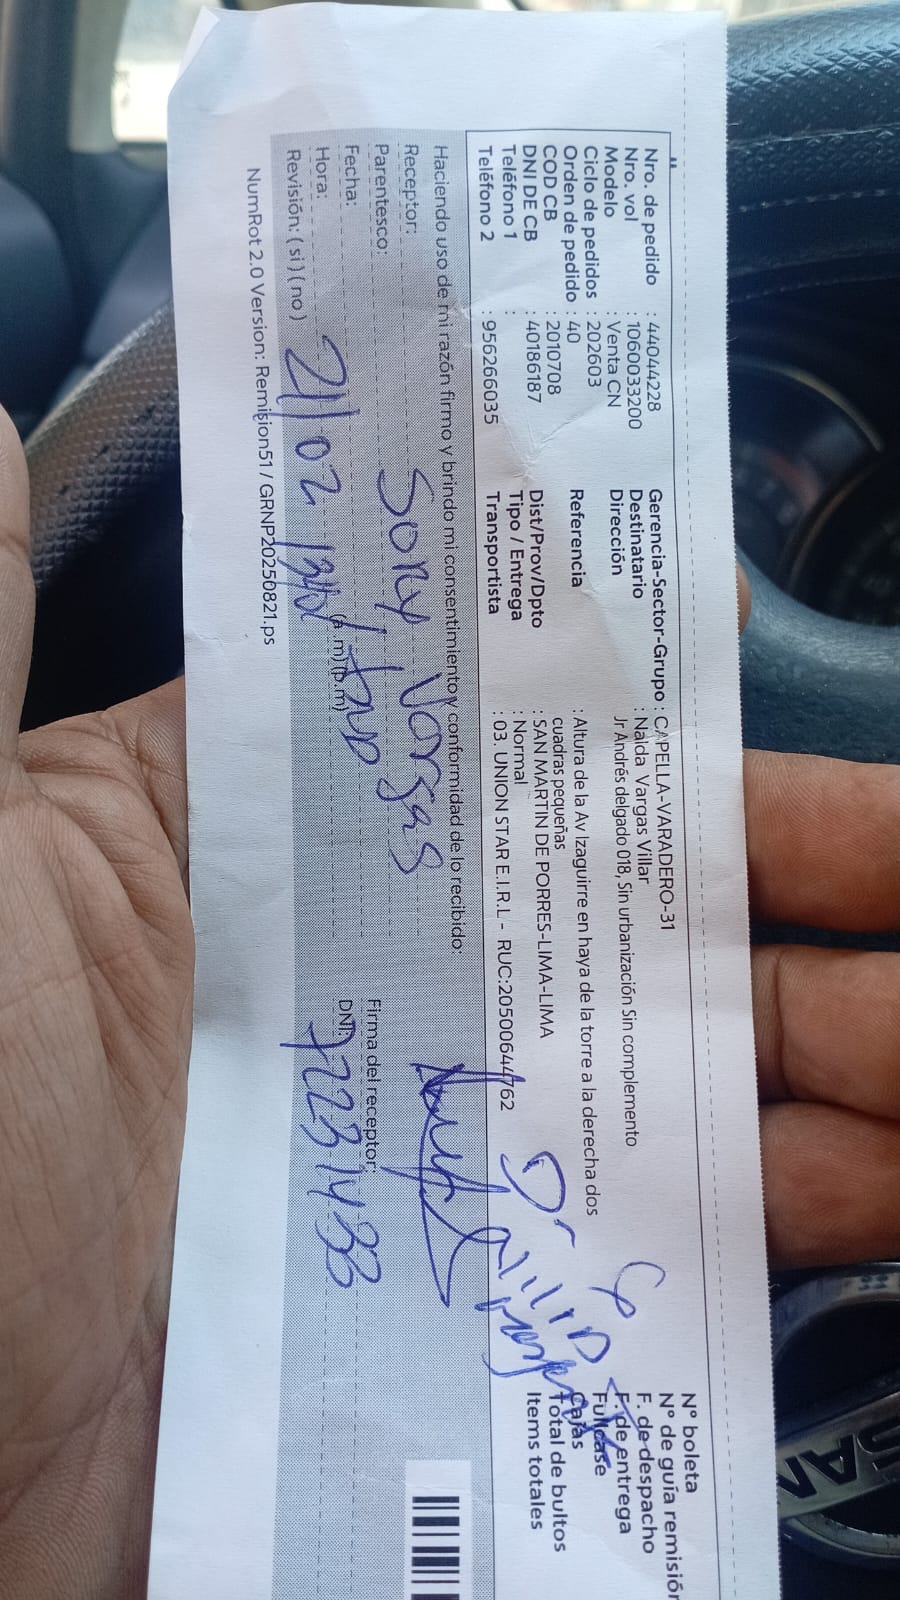 Nro. de pedido : 44044228
Nro. vol : 1060033200
Modelo : Venta CN
Ciclo de pedidos : 202603
Orden de pedido : 40
COD CB : 2010708
DNI DE CB : 40186187
Teléfono 1 :
Teléfono 2 : 956266035
Gerencia-Sector-Grupo : CAPELLA-VARADERO-31
Destinatario : Nalda Vargas Villar
Dirección Jr Andrés delgado 018, Sin urbanización Sin complemento
Referencia : Altura de la Av Izaguirre en haya de la torre a la derecha dos
cuadras pequeñas
Dist/Prov/Dpto : SAN MARTIN DE PORRES-LIMA-LIMA
Tipo / Entrega : Normal
Transportista : 03. UNION STAR E.I.R.L - RUC:20500644762
N° boleta
N° de guía remisión
F. de despacho
F. de entrega
Fullcase
Cajas
Total de bultos
Items totales
Haciendo uso de mi razón firmo y brindo mi consentimiento y conformidad de lo recibido:
Receptor: Sony Vargas
Parentesco:
Fecha: 21/02
Hora: (a.m)(p.m)
Revisión: ( si ) ( no )
Firma del receptor:
DNI: 72231433
NumRot 2.0 Version: Remision51 / GRNP20250821.ps